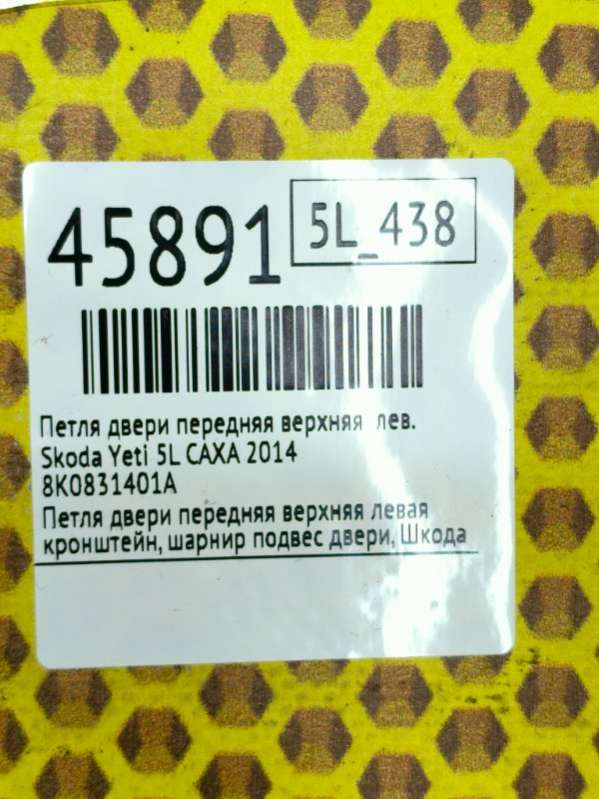 45891
5L_438
Петля двери передняя верхняя лев.
Skoda Yeti 5L CAXA 2014
8K0831401A
Петля двери передняя верхняя левая
кронштейн, шарнир подвес двери, Шкода